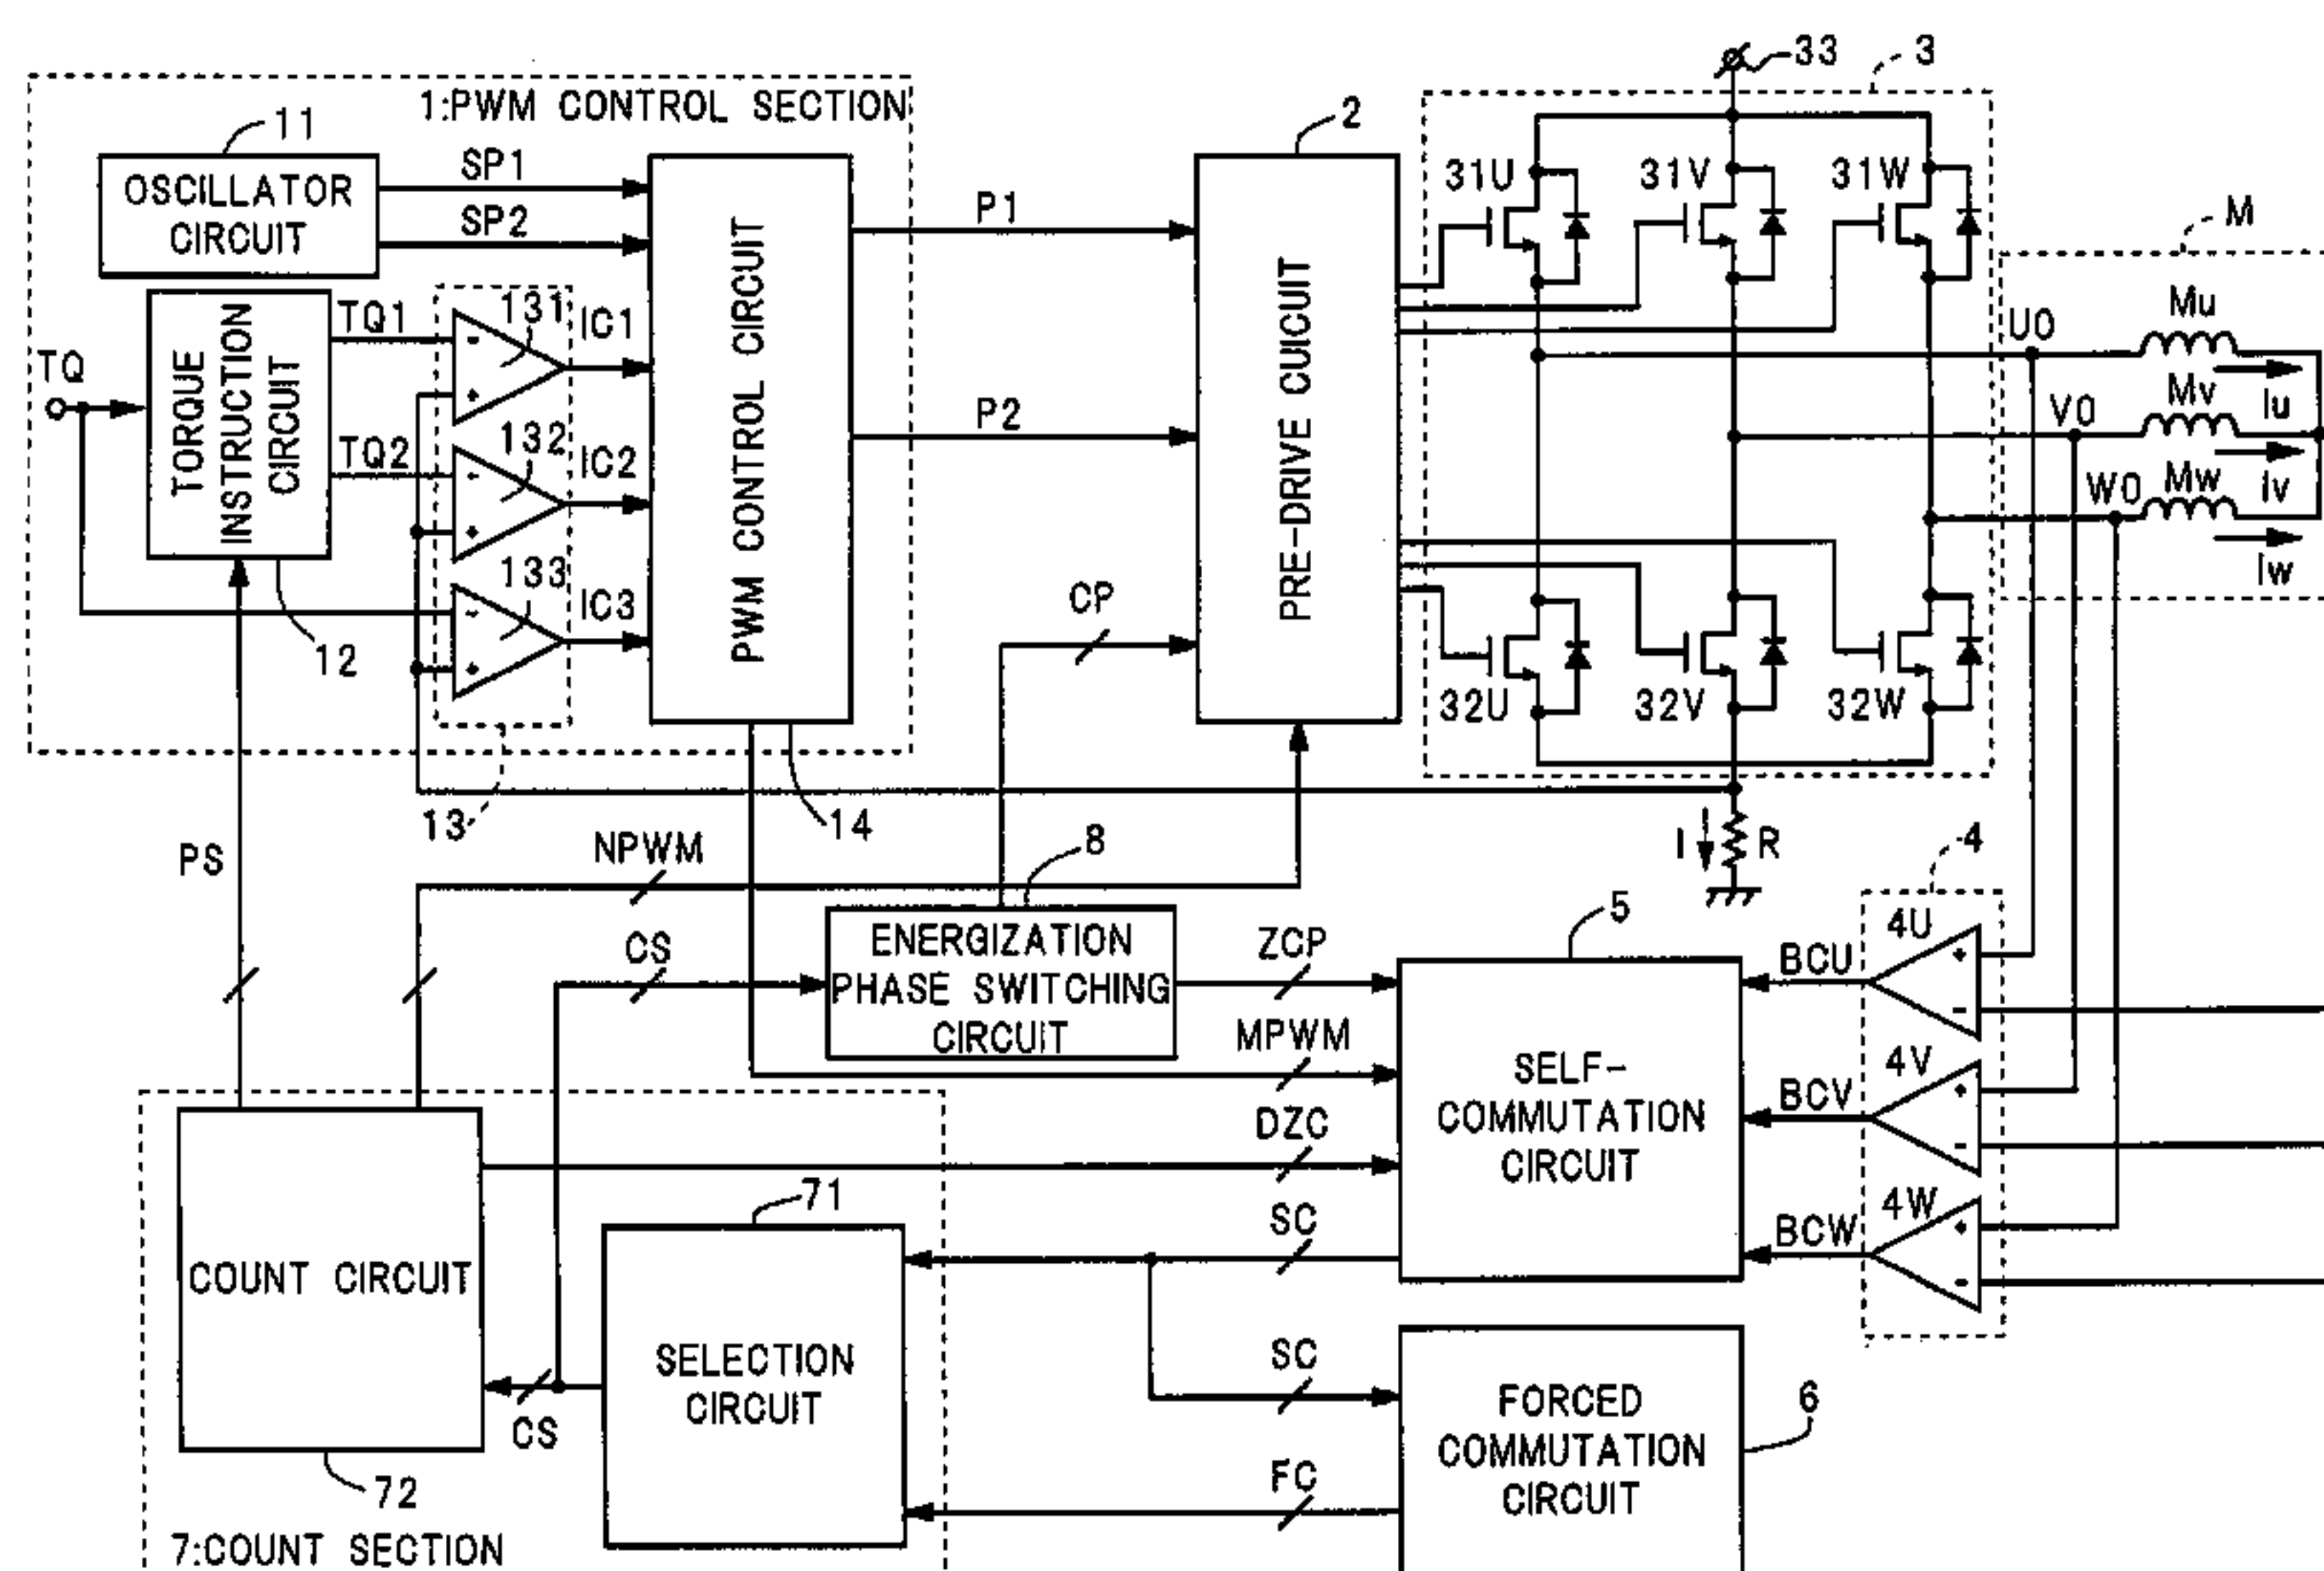 33
3
1:PWM CONTROL SECTION
11
2
OSCILLATOR
CIRCUIT
SP1
SP2
P1
31U
31V
31W
M
TORQUE
INSTRUCTION
CIRCUIT
TQ
TQ1
TQ2
131
132
133
IC1
IC2
IC3
PWM CONTROL CIRCUIT
P2
CP
PRE-DRIVE CUICUIT
UO
VO
WO
Mu
Mv
Mw
Iu
Iv
Iw
12
32U
32V
32W
13
14
I
R
PS
NPWM
8
5
4
CS
ENERGIZATION
PHASE SWITCHING
CIRCUIT
ZCP
MPWM
DZC
SC
SELF-
COMMUTATION
CIRCUIT
BCU
BCV
BCW
4U
4V
4W
+
-
+
-
+
-
71
COUNT CIRCUIT
SELECTION
CIRCUIT
CS
72
SC
FC
FORCED
COMMUTATION
CIRCUIT
6
7:COUNT SECTION